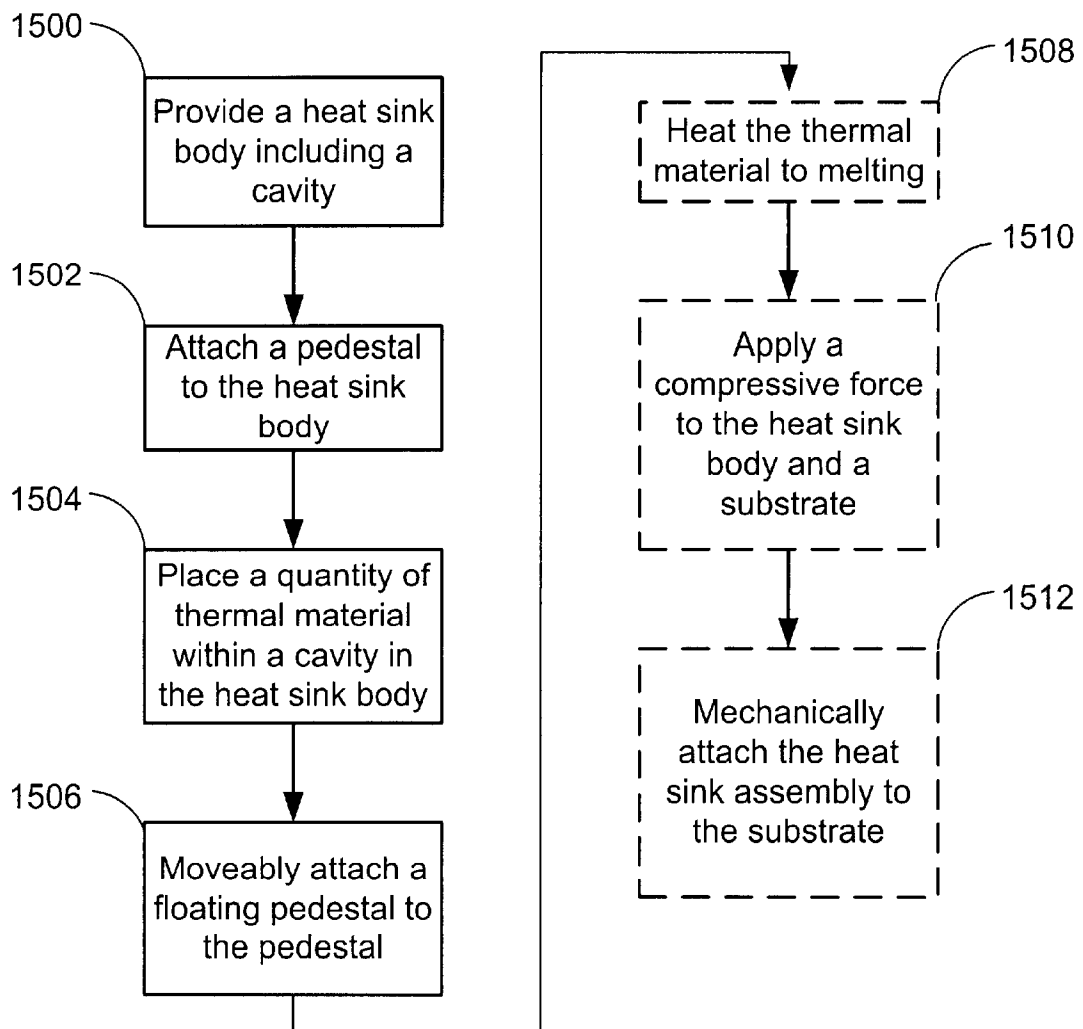 1500
Provide a heat sink
body including a
cavity
1502
Attach a pedestal
to the heat sink
body
1504
Place a quantity of
thermal material
within a cavity in
the heat sink body
1506
Moveably attach a
floating pedestal to
the pedestal
1508
Heat the thermal
material to melting
1510
Apply a
compressive force
to the heat sink
body and a
substrate
1512
Mechanically
attach the heat
sink assembly to
the substrate